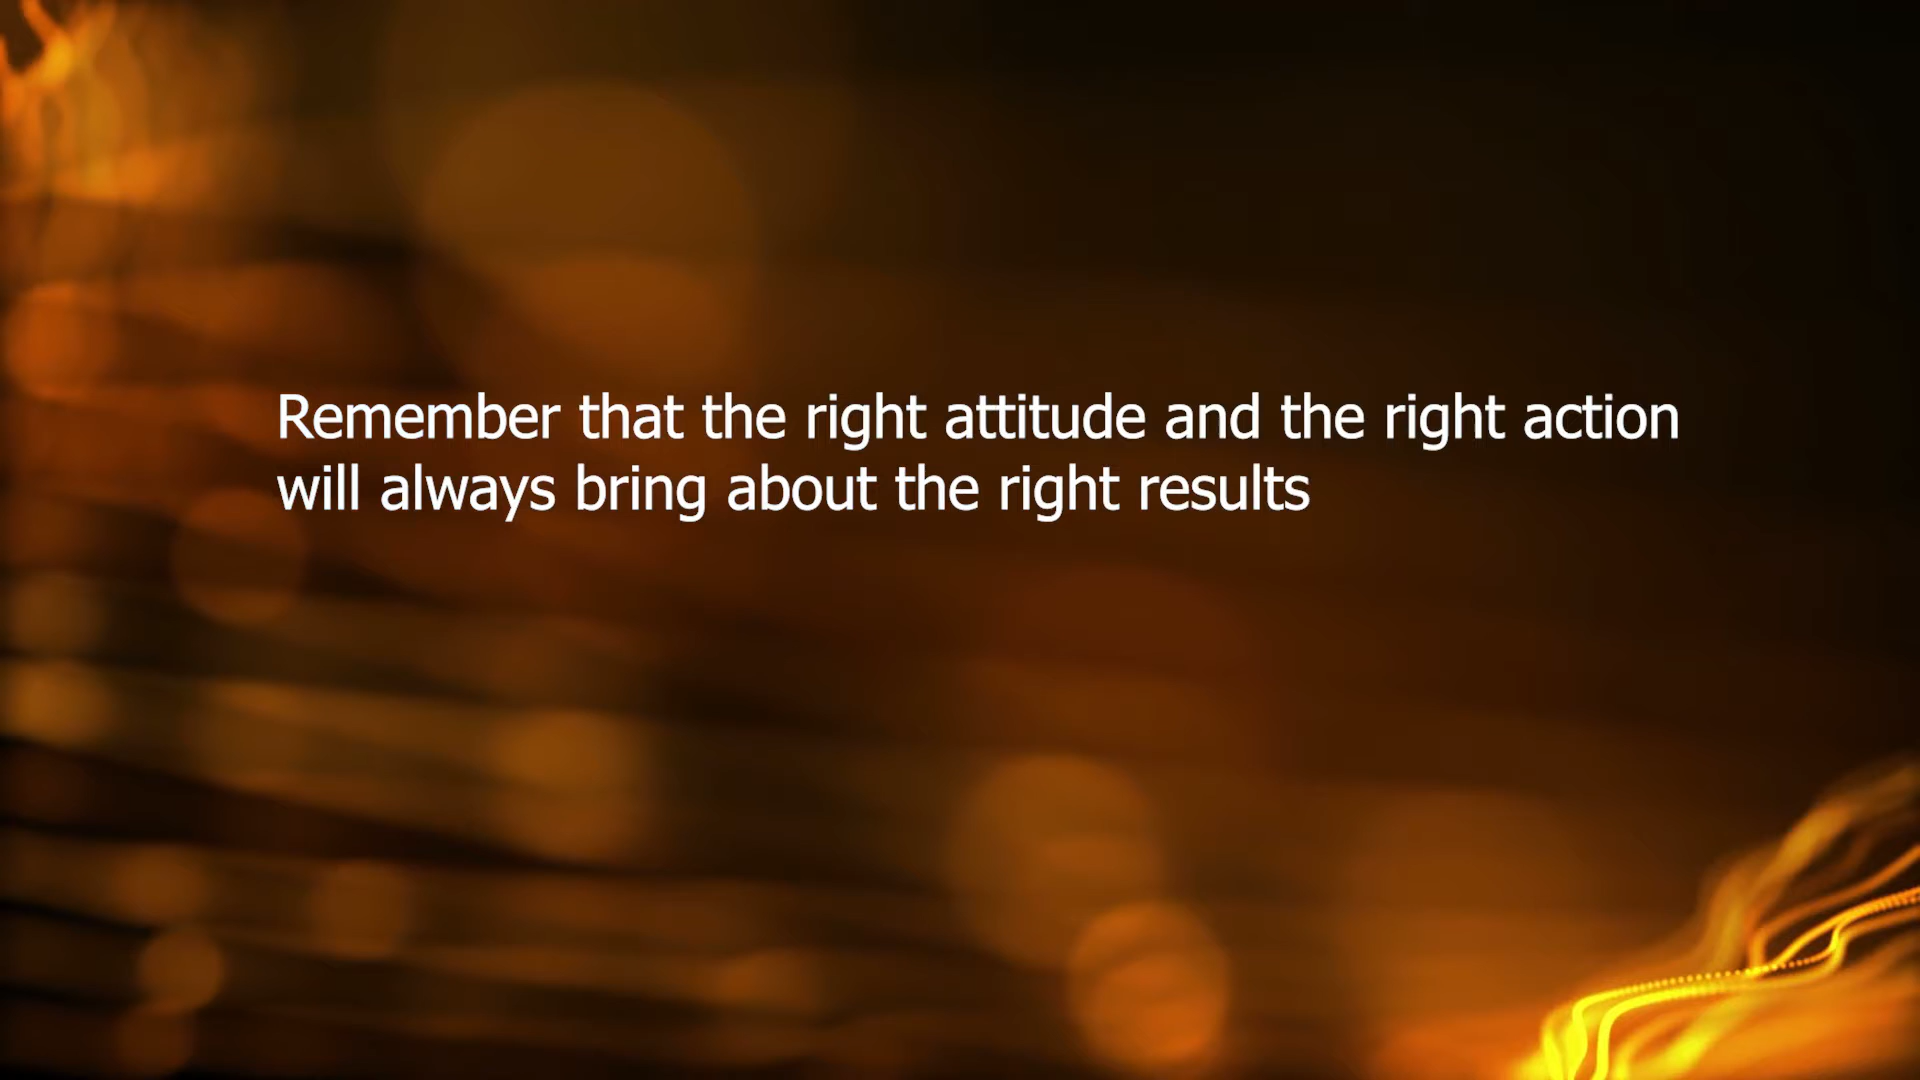 Remember that the right attitude and the right action
will always bring about the right results